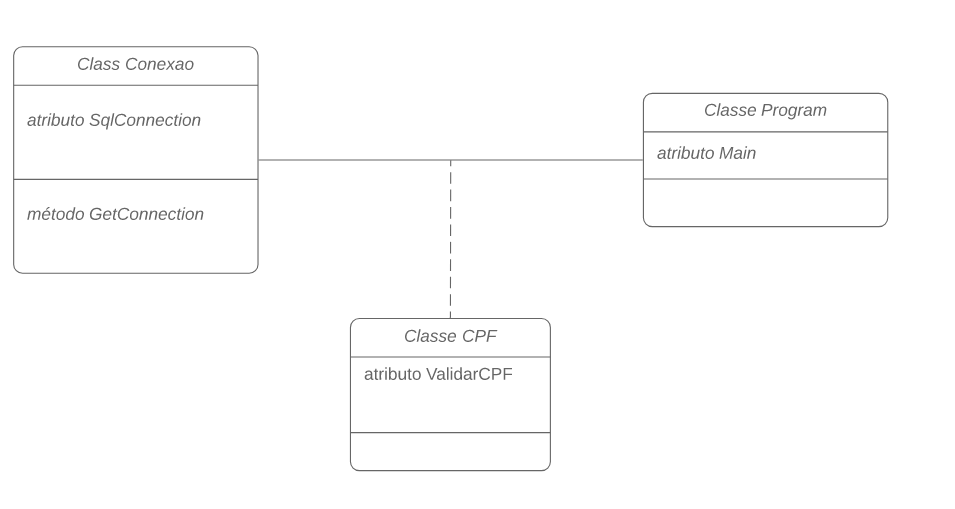 Class Conexao
atributo SqlConnection
método GetConnection
Classe Program
atributo Main
Classe CPF
atributo ValidarCPF